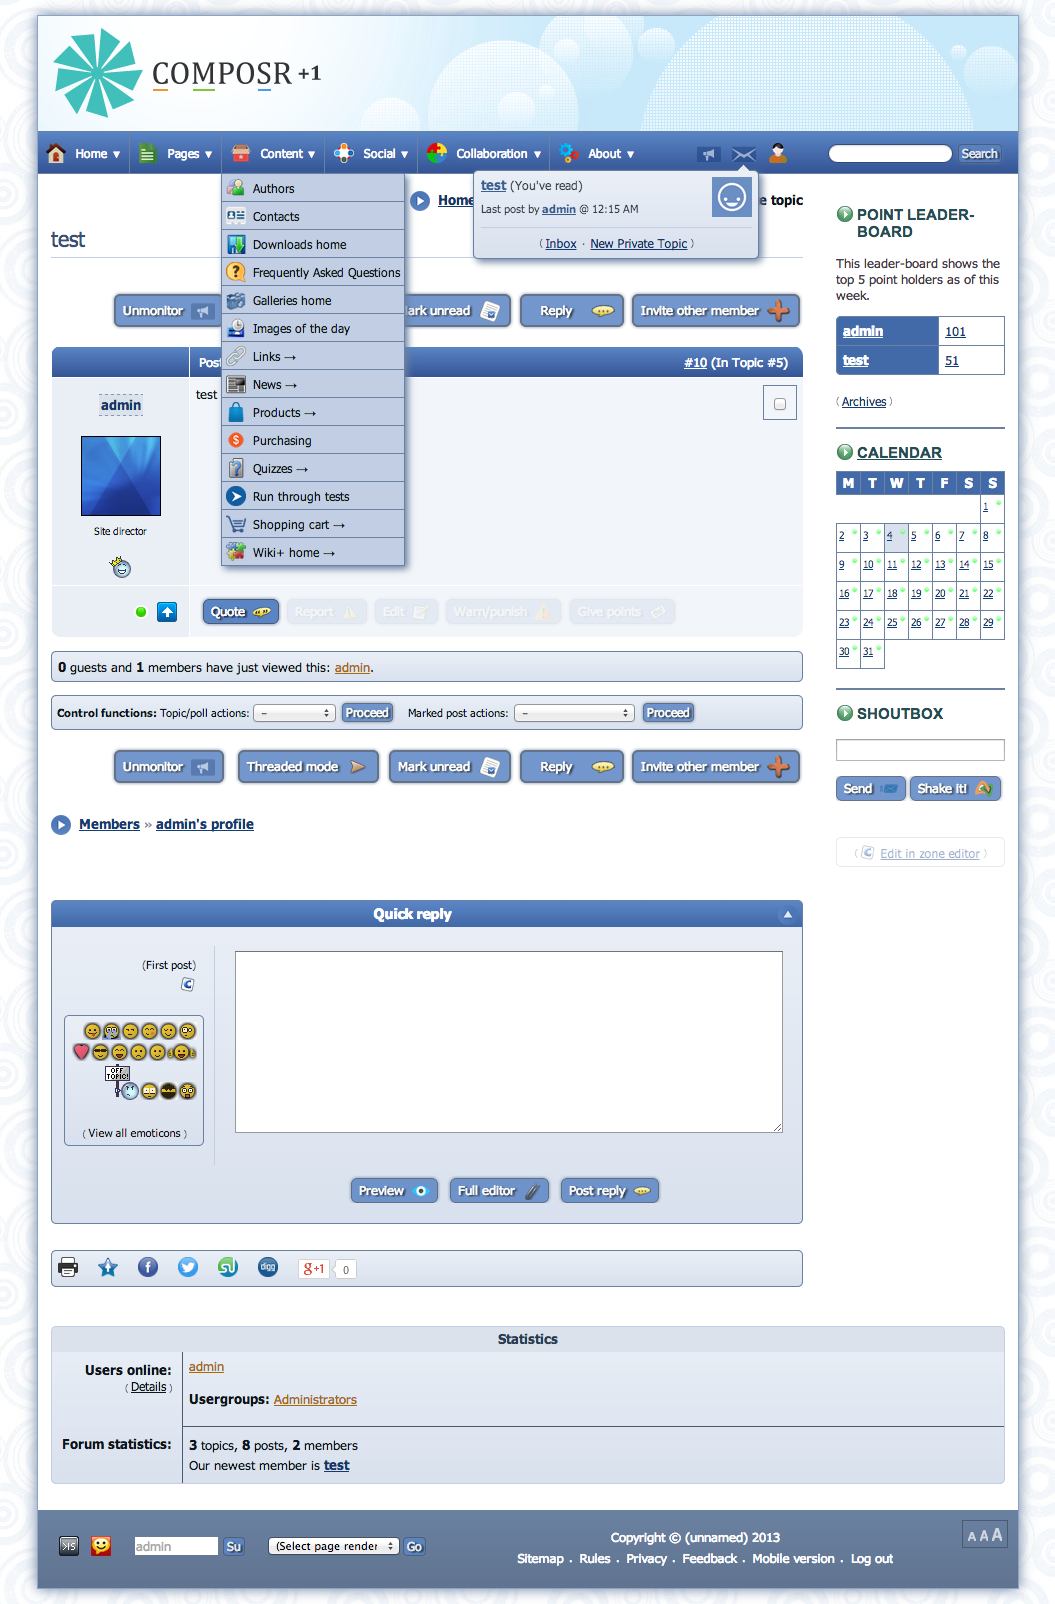 COMPOSR +1
Home ▼ Pages ▼ Content ▼ Social ▼ Collaboration ▼ About ▼ Search
Authors
Contacts
Downloads home
Frequently Asked Questions
Galleries home
Images of the day
Links →
News →
Products →
Purchasing
Quizzes →
Run through tests
Shopping cart →
Wiki+ home →
test (You've read)
Last post by admin @ 12:15 AM
( Inbox · New Private Topic )
Home
topic
test
Unmonitor
Mark unread
Reply
Invite other member
#10 (In Topic #5)
admin
test
Site director
Quote
Report
Edit
Warn/punish
Give points
0 guests and 1 members have just viewed this: admin.
Control functions: Topic/poll actions: – Proceed Marked post actions: – Proceed
Unmonitor
Threaded mode
Mark unread
Reply
Invite other member
Members » admin's profile
Quick reply
(First post)
OFF
TOPIC!
( View all emoticons )
Preview
Full editor
Post reply
digg
g+1 0
POINT LEADER-
BOARD
This leader-board shows the
top 5 point holders as of this
week.
admin 101
test 51
( Archives )
CALENDAR
M T W T F S S
1
2 3 4 5 6 7 8
9 10 11 12 13 14 15
16 17 18 19 20 21 22
23 24 25 26 27 28 29
30 31
SHOUTBOX
Send
Shake it!
( Edit in zone editor )
Statistics
Users online:
( Details )
admin
Usergroups: Administrators
Forum statistics:
3 topics, 8 posts, 2 members
Our newest member is test
admin Su (Select page render Go
Copyright © (unnamed) 2013
Sitemap . Rules . Privacy . Feedback . Mobile version . Log out
A A A